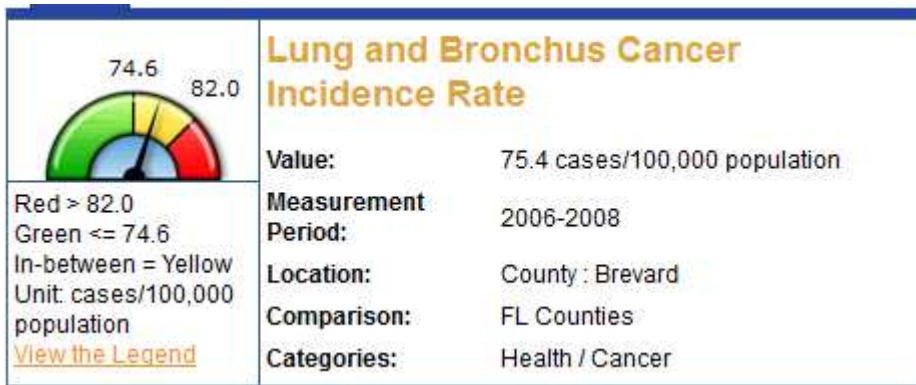 74.6
82.0
Red > 82.0
Green <= 74.6
In-between = Yellow
Unit: cases/100,000
population
View the Legend
Lung and Bronchus Cancer
Incidence Rate
Value: 75.4 cases/100,000 population
Measurement
Period: 2006-2008
Location: County : Brevard
Comparison: FL Counties
Categories: Health / Cancer